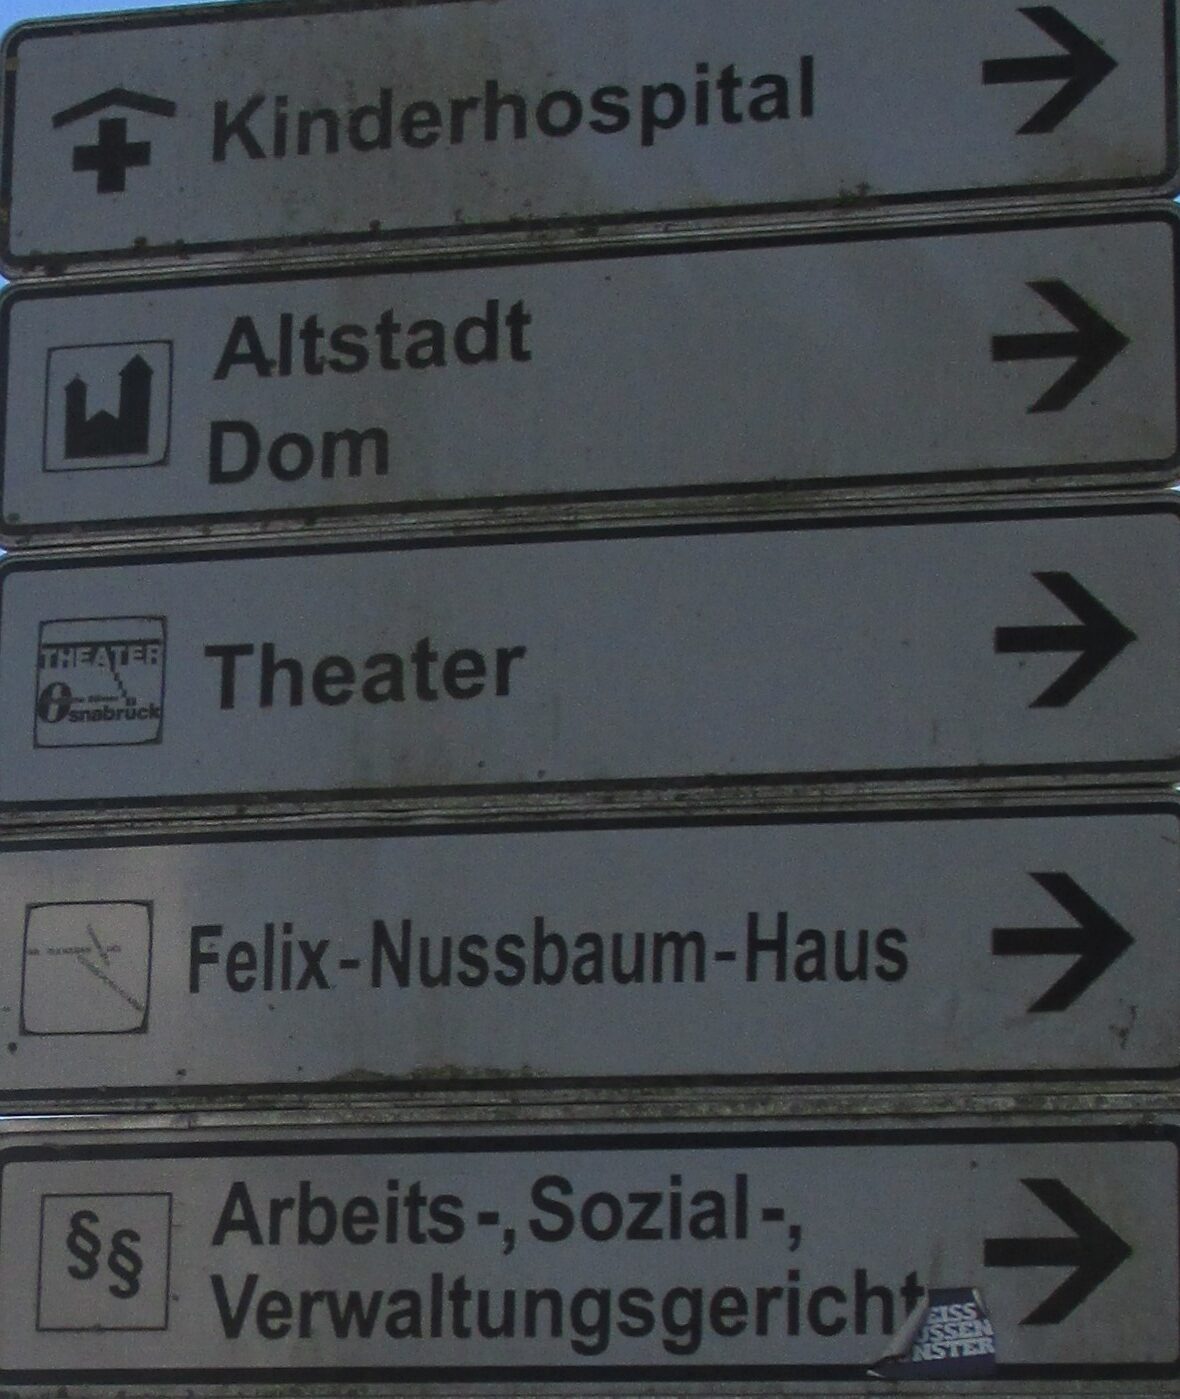 Kinderhospital
Altstadt
Dom
THEATER
Osnabrück
Theater
Felix-Nussbaum-Haus
§§
Arbeits-, Sozial-,
Verwaltungsgericht